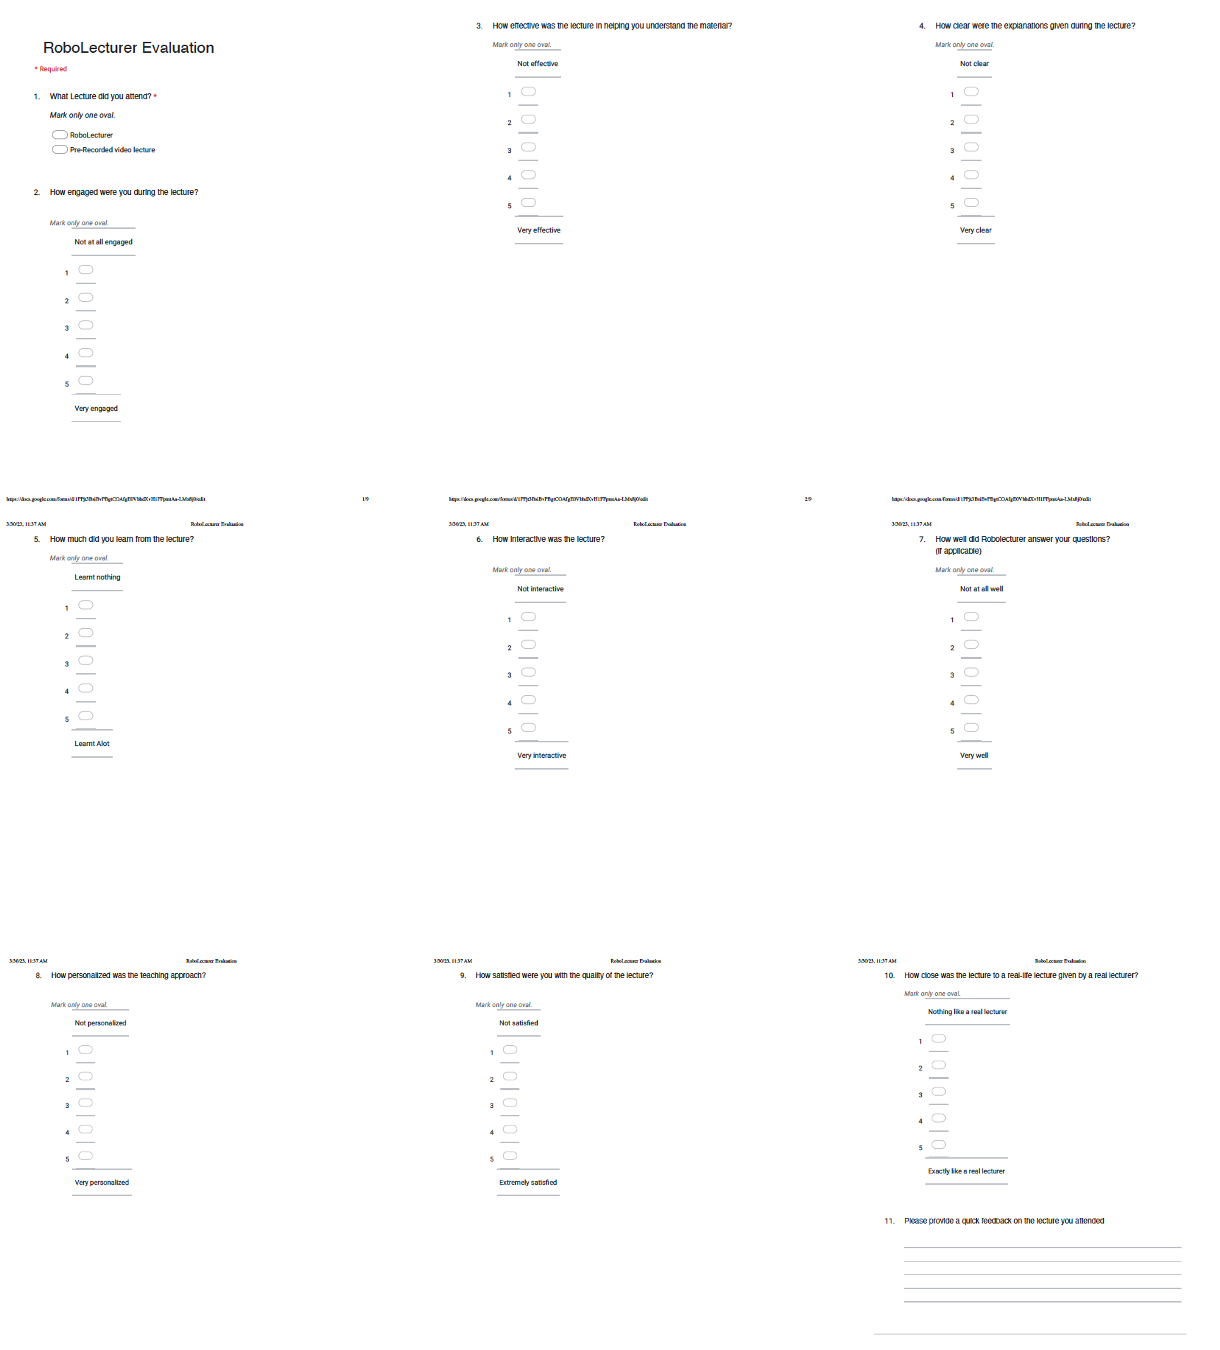 RoboLecturer Evaluation
* Required
1. What Lecture did you attend? *
Mark only one oval.
RoboLecturer
Pre-Recorded video lecture
2. How engaged were you during the lecture?
Mark only one oval.
Not at all engaged
1
2
3
4
5
Very engaged
1/9
3. How effective was the lecture in helping you understand the material?
Mark only one oval.
Not effective
1
2
3
4
5
Very effective
2/9
4. How clear were the explanations given during the lecture?
Mark only one oval.
Not clear
1
2
3
4
5
Very clear
3/30/23, 11:37 AM RoboLecturer Evaluation
5. How much did you learn from the lecture?
Mark only one oval.
Learnt nothing
1
2
3
4
5
Learnt Alot
3/30/23, 11:37 AM RoboLecturer Evaluation
6. How interactive was the lecture?
Mark only one oval.
Not interactive
1
2
3
4
5
Very interactive
3/30/23, 11:37 AM RoboLecturer Evaluation
7. How well did Robolecturer answer your questions?
(if applicable)
Mark only one oval.
Not at all well
1
2
3
4
5
Very well
3/30/23, 11:37 AM RoboLecturer Evaluation
8. How personalized was the teaching approach?
Mark only one oval.
Not personalized
1
2
3
4
5
Very personalized
3/30/23, 11:37 AM RoboLecturer Evaluation
9. How satisfied were you with the quality of the lecture?
Mark only one oval.
Not satisfied
1
2
3
4
5
Extremely satisfied
3/30/23, 11:37 AM RoboLecturer Evaluation
10. How close was the lecture to a real-life lecture given by a real lecturer?
Mark only one oval.
Nothing like a real lecturer
1
2
3
4
5
Exactly like a real lecturer
11. Please provide a quick feedback on the lecture you attended